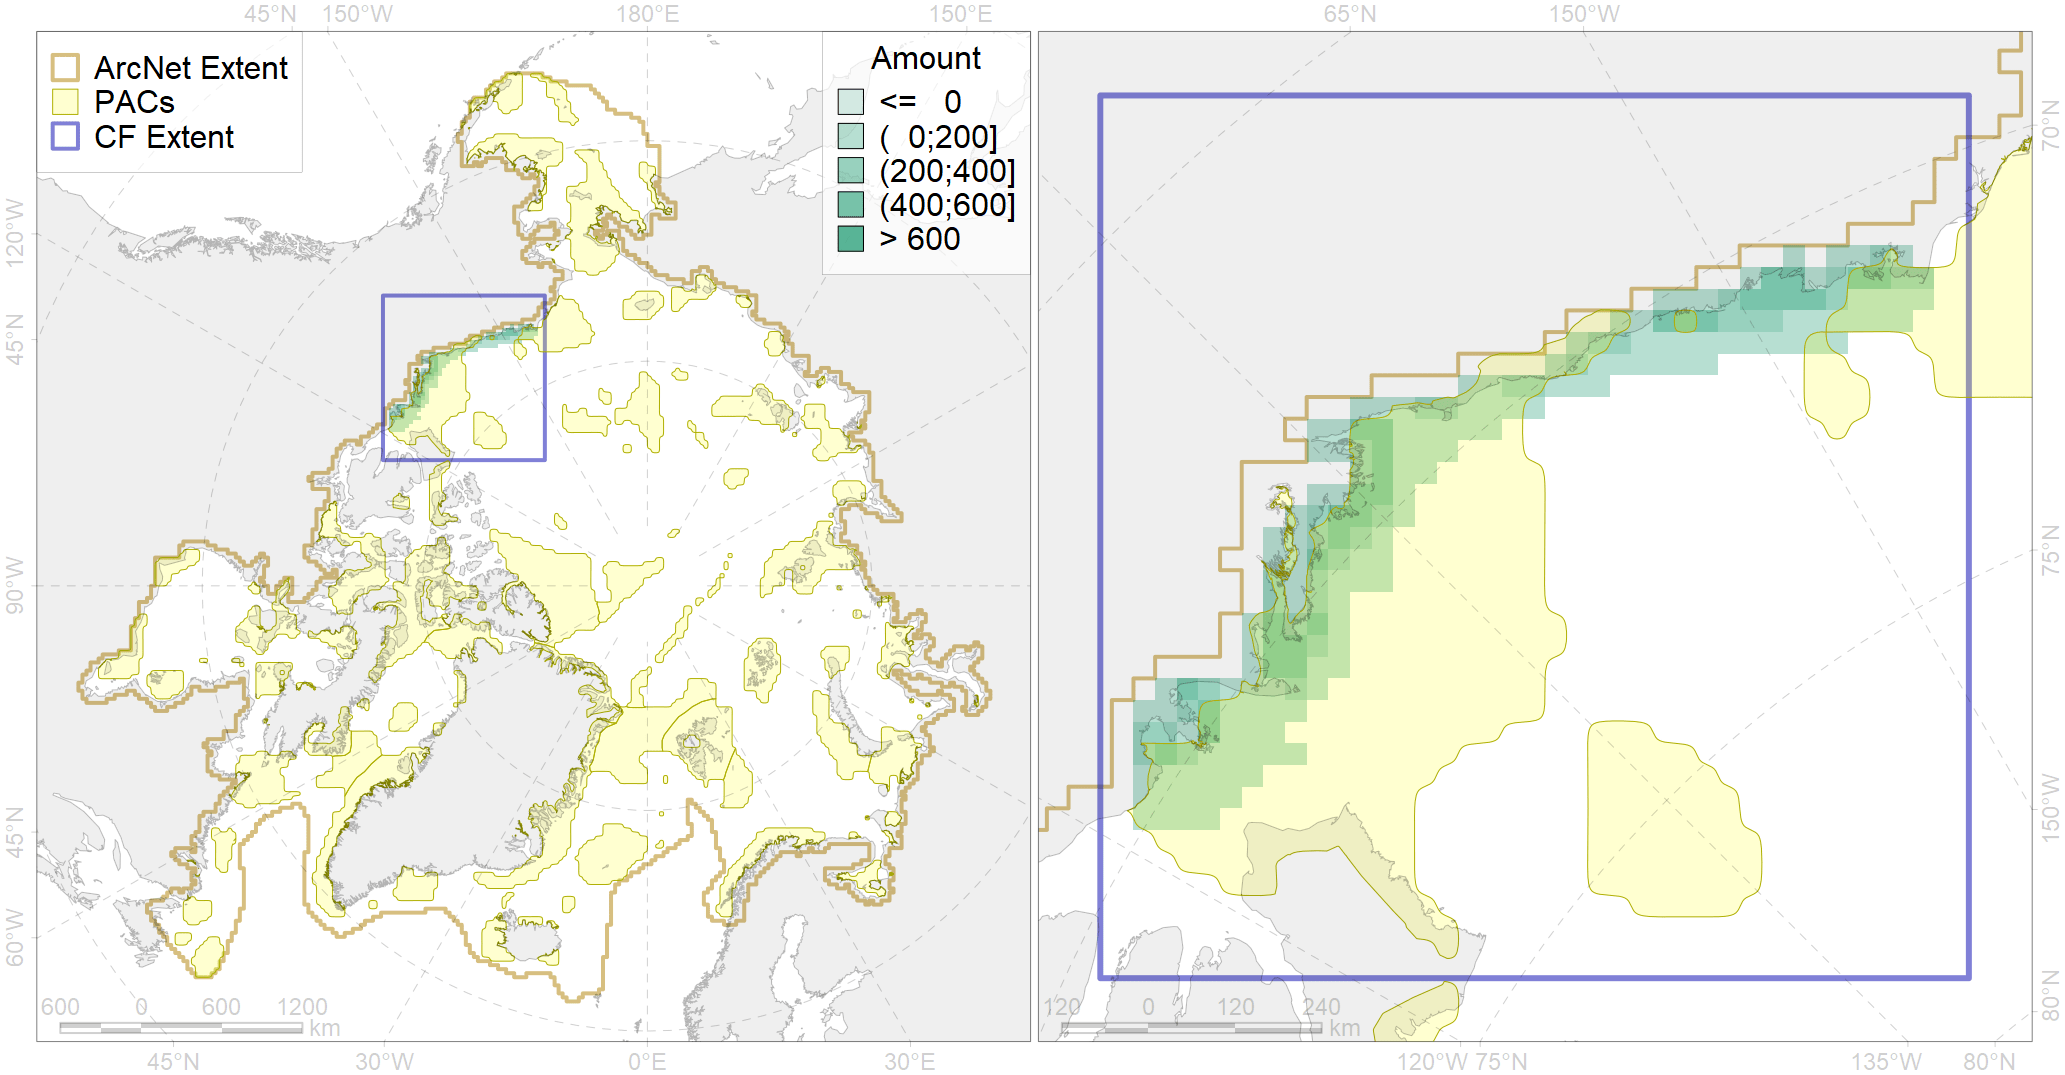 45°N 150°W 180°E 150°E 65°N 150°W
ArcNet Extent
PACs
CF Extent
Amount
<= 0
( 0;200]
(200;400]
(400;600]
> 600
120°W
45°N
90°W
45°N
60°W
70°N
75°N
150°W
80°N
600 0 600 1200
km
120 0 120 240
km
45°N 30°W 0°E 30°E 120°W 75°N 135°W 80°N